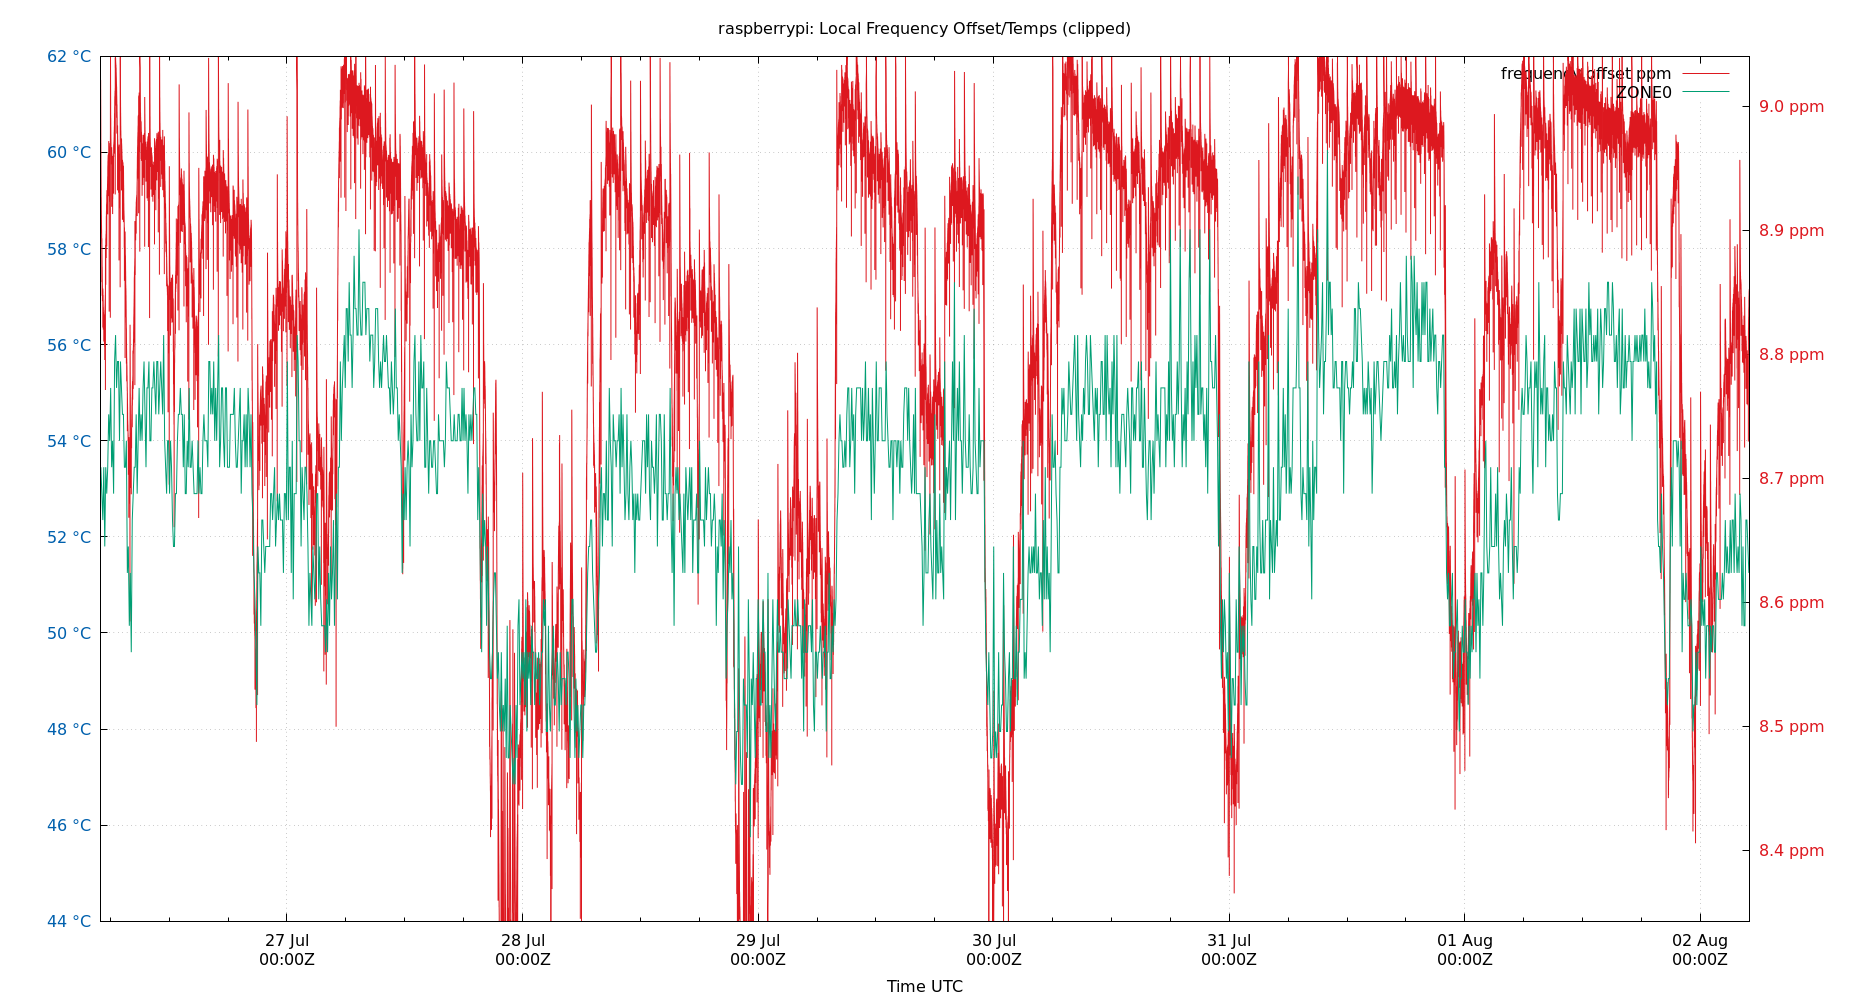 raspberrypi: Local Frequency Offset/Temps (clipped)
62 °C
60 °C
58 °C
56 °C
54 °C
52 °C
50 °C
48 °C
46 °C
44 °C
frequency offset ppm
ZONE0
9.0 ppm
8.9 ppm
8.8 ppm
8.7 ppm
8.6 ppm
8.5 ppm
8.4 ppm
27 Jul
00:00Z
28 Jul
00:00Z
29 Jul
00:00Z
30 Jul
00:00Z
31 Jul
00:00Z
01 Aug
00:00Z
02 Aug
00:00Z
Time UTC